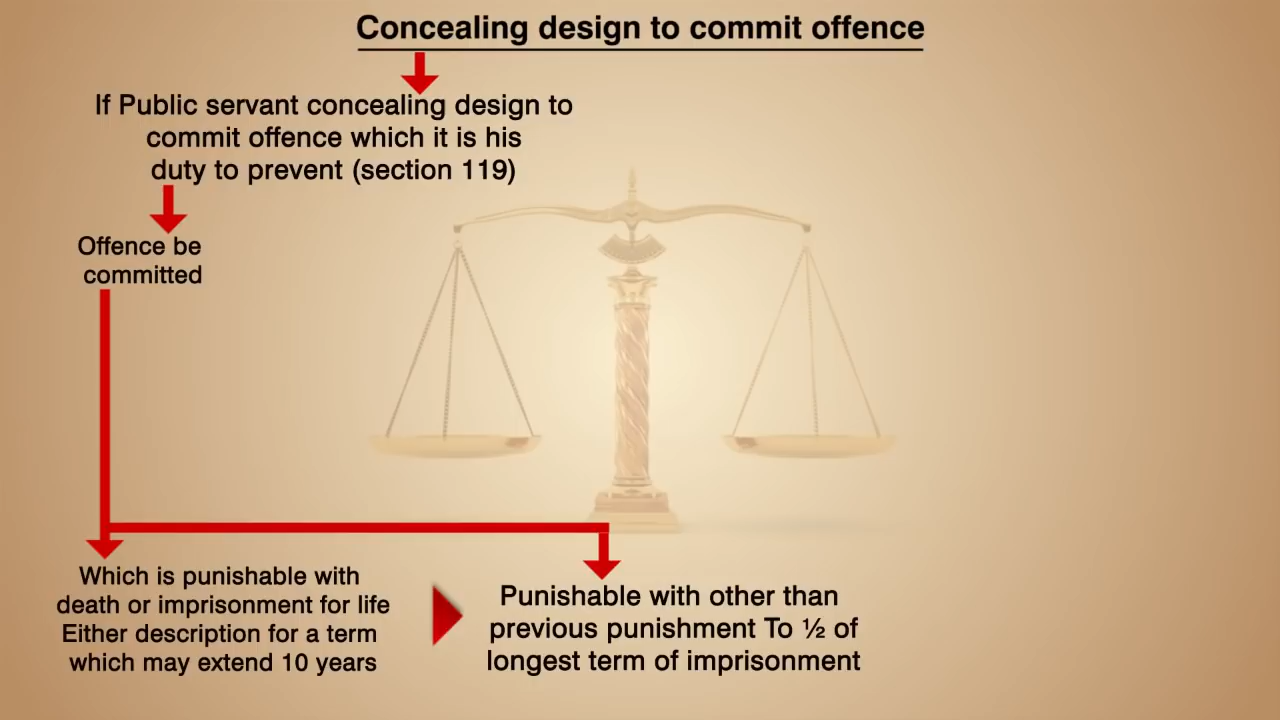 Concealing design to commit offence
If Public servant concealing design to
commit offence which it is his
duty to prevent (section 119)
Offence be
committed
Which is punishable with
death or imprisonment for life
Either description for a term
which may extend 10 years
Punishable with other than
previous punishment To ½ of
longest term of imprisonment